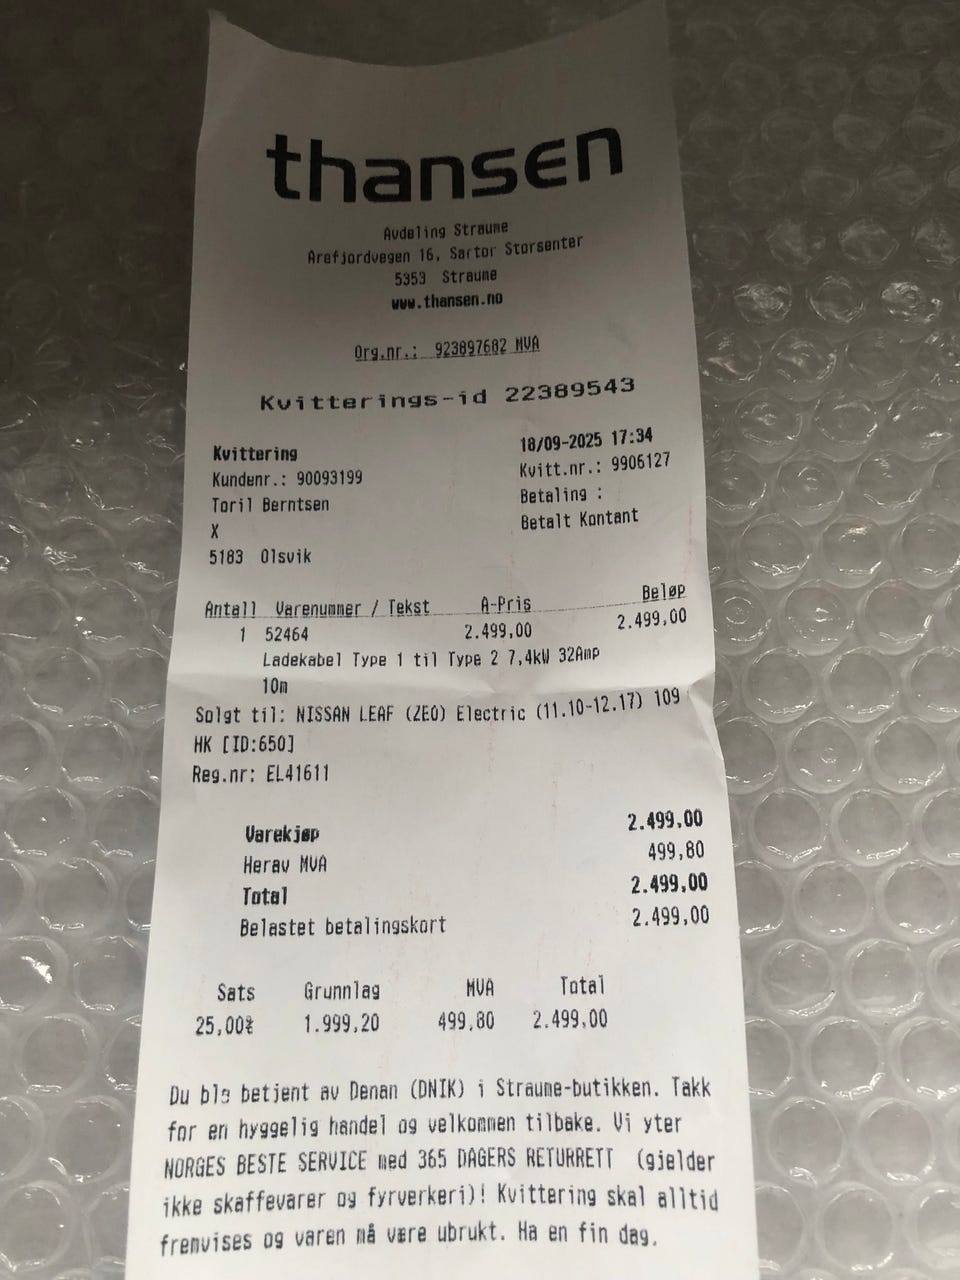 thansen
Avdeling Straume
Arefjordvegen 16, Sartor Storsenter
5353 Straume
www.thansen.no
Org.nr.: 923897682 MVA
Kvitterings-id 22389543
Kvittering
18/09-2025 17:34
Kundenr.: 90093199
Kvitt.nr.: 9906127
Toril Berntsen
Betaling :
X
Betalt Kontant
5183 Olsvik
Antall Varenummer / Tekst A-Pris Beløp
1 52464 2.499,00 2.499,00
Ladekabel Type 1 til Type 2 7,4kW 32Amp
10m
Solgt til: NISSAN LEAF (ZE0) Electric (11.10-12.17) 109
HK [ID:650]
Reg.nr: EL41611
Varekjøp 2.499,00
Herav MVA 499,80
Total 2.499,00
Belastet betalingskort 2.499,00
Sats Grunnlag MVA Total
25,00% 1.999,20 499,80 2.499,00
Du ble betjent av Denan (DNIK) i Straume-butikken. Takk
for en hyggelig handel og velkommen tilbake. Vi yter
NORGES BESTE SERVICE med 365 DAGERS RETURRETT (gjelder
ikke skaffevarer og fyrverkeri)! Kvittering skal alltid
fremvises og varen må være ubrukt. Ha en fin dag.